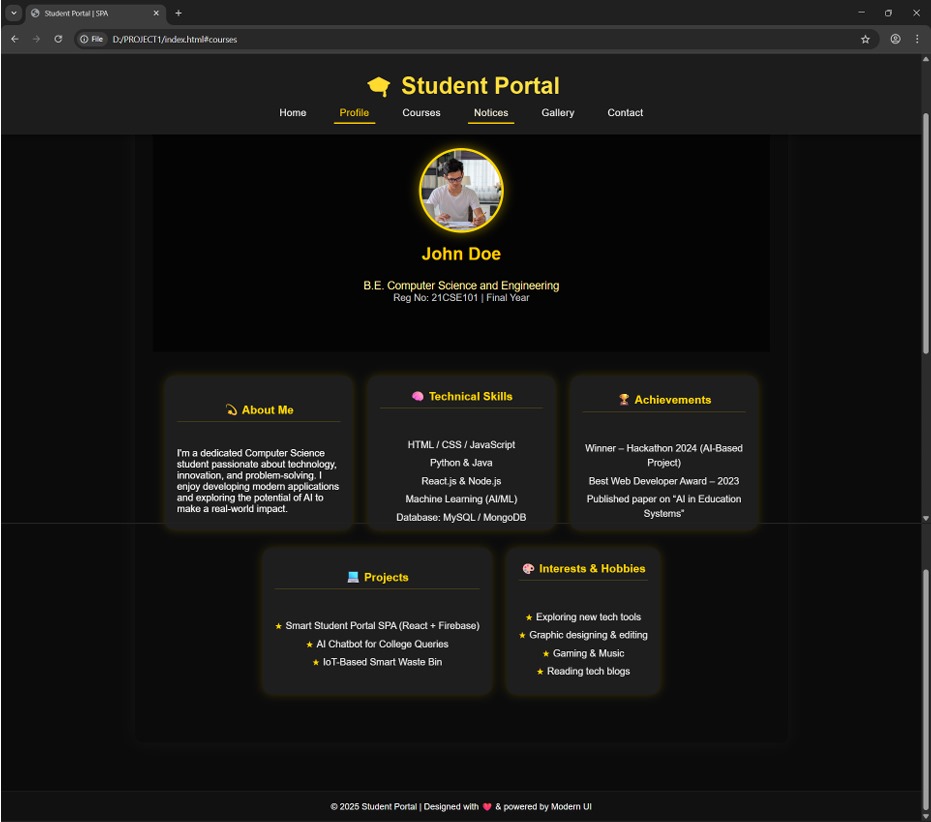 Student Portal | SPA
File
D:/PROJECT1/index.html#courses
Student Portal
Home Profile Courses Notices Gallery Contact
John Doe
B.E. Computer Science and Engineering
Reg No: 21CSE101 | Final Year
About Me
I'm a dedicated Computer Science
student passionate about technology,
innovation, and problem-solving. I
enjoy developing modern applications
and exploring the potential of AI to
make a real-world impact.
Technical Skills
HTML / CSS / JavaScript
Python & Java
React.js & Node.js
Machine Learning (AI/ML)
Database: MySQL / MongoDB
Achievements
Winner – Hackathon 2024 (AI-Based
Project)
Best Web Developer Award – 2023
Published paper on “AI in Education
Systems”
Projects
★ Smart Student Portal SPA (React + Firebase)
★ AI Chatbot for College Queries
★ IoT-Based Smart Waste Bin
Interests & Hobbies
★ Exploring new tech tools
★ Graphic designing & editing
★ Gaming & Music
★ Reading tech blogs
© 2025 Student Portal | Designed with ❤️ & powered by Modern UI